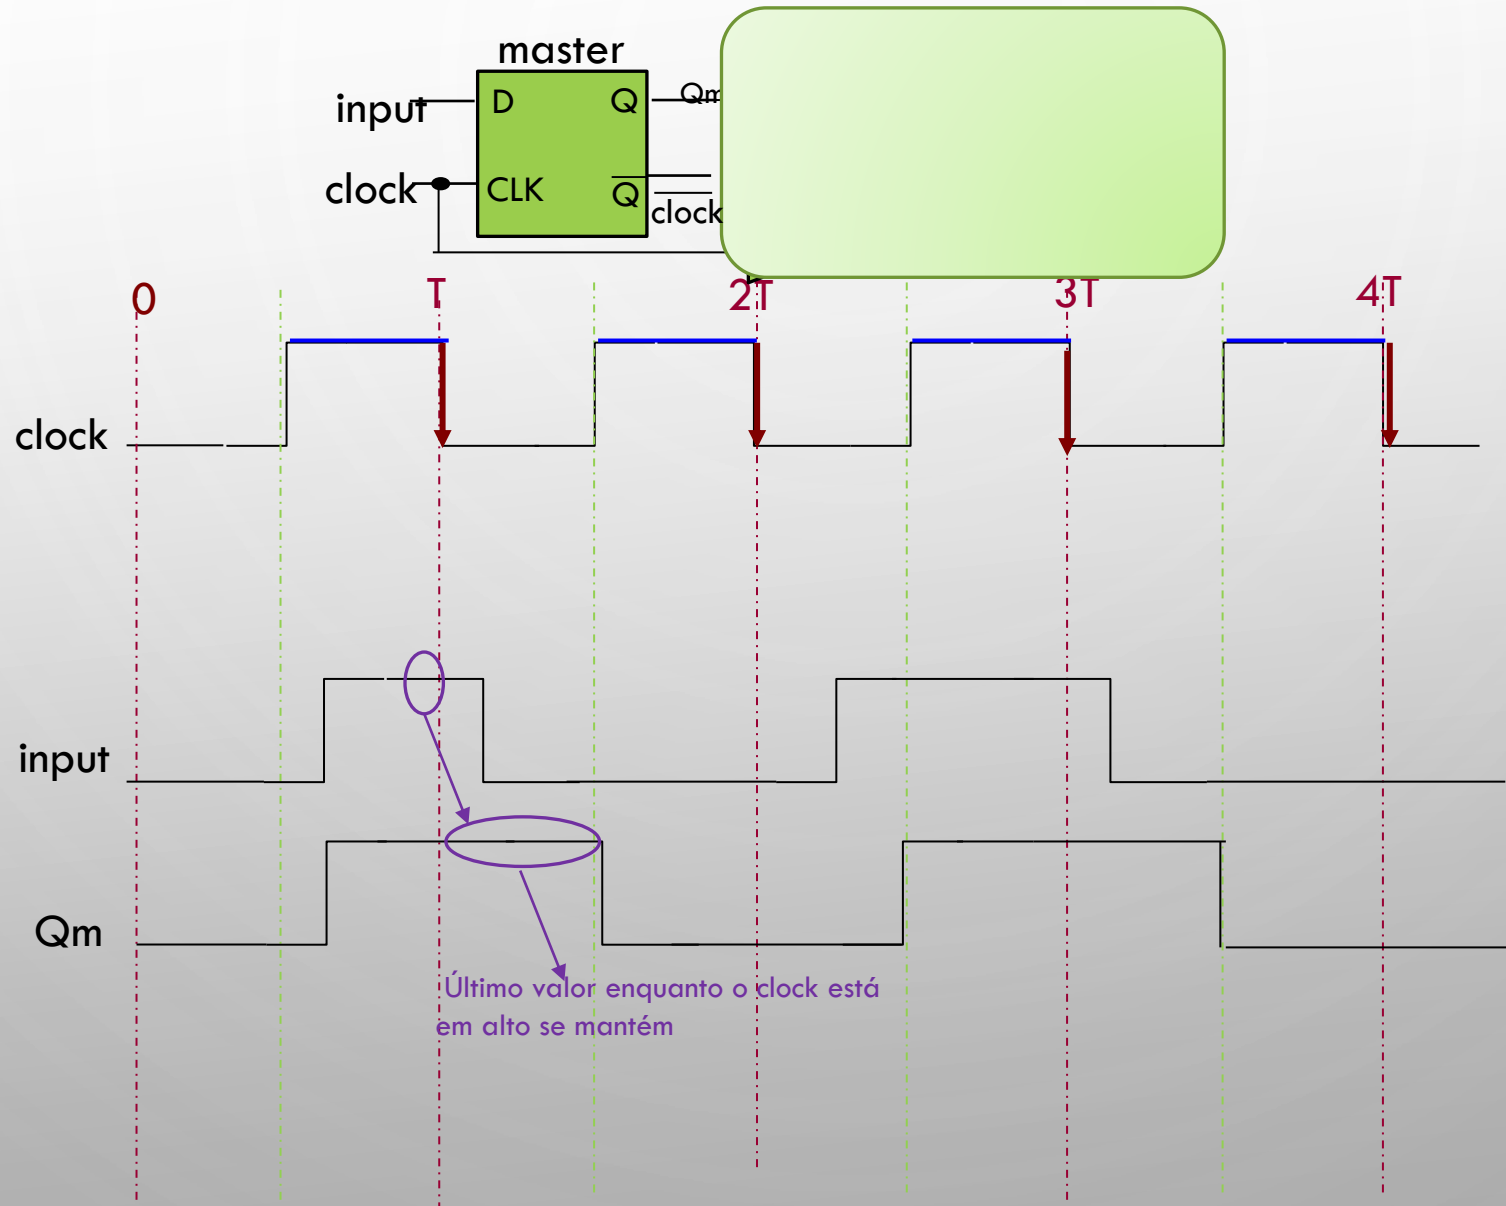 master
input
D
Q
Qm
clock
CLK
Q
clock
0
T
2T
3T
4T
clock
input
Qm
Último valor enquanto o clock está
em alto se mantém